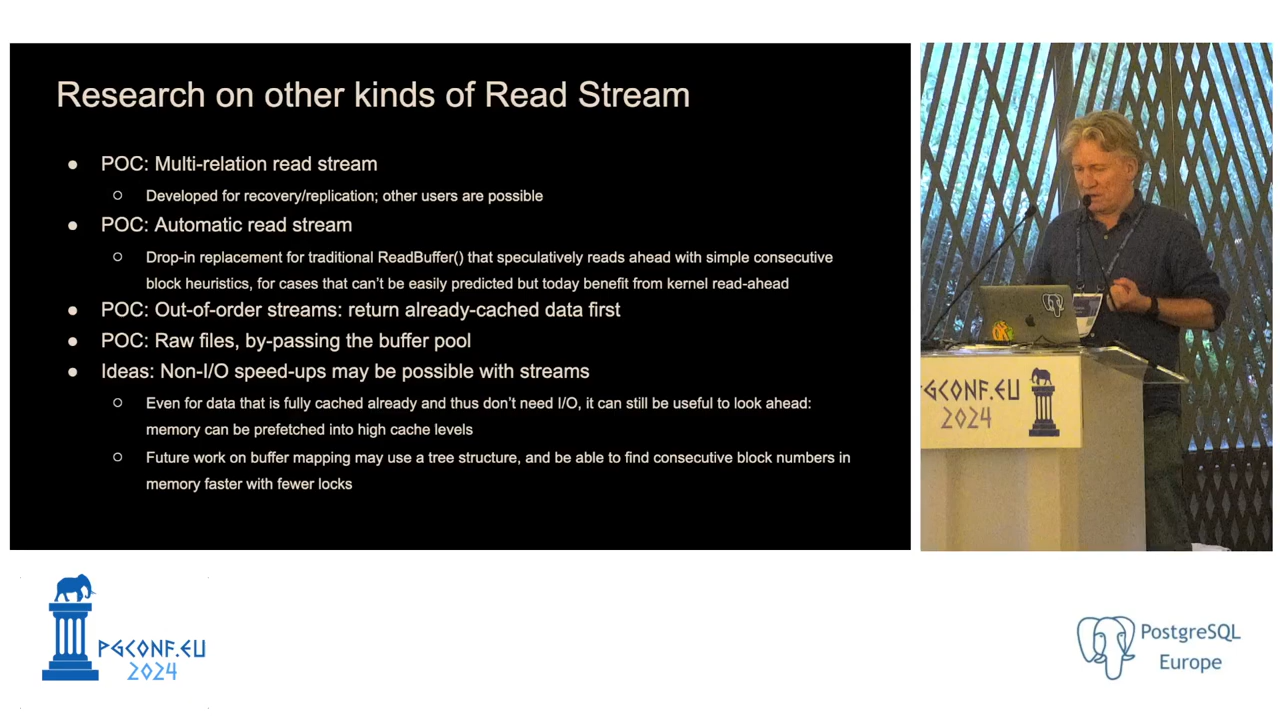 Research on other kinds of Read Stream
● POC: Multi-relation read stream
○ Developed for recovery/replication; other users are possible
● POC: Automatic read stream
○ Drop-in replacement for traditional ReadBuffer() that speculatively reads ahead with simple consecutive
block heuristics, for cases that can't be easily predicted but today benefit from kernel read-ahead
● POC: Out-of-order streams: return already-cached data first
● POC: Raw files, by-passing the buffer pool
● Ideas: Non-I/O speed-ups may be possible with streams
○ Even for data that is fully cached already and thus don't need I/O, it can still be useful to look ahead:
memory can be prefetched into high cache levels
○ Future work on buffer mapping may use a tree structure, and be able to find consecutive block numbers in
memory faster with fewer locks
PGCONF.EU
2024
PGCONF.EU
2024
PostgreSQL
Europe